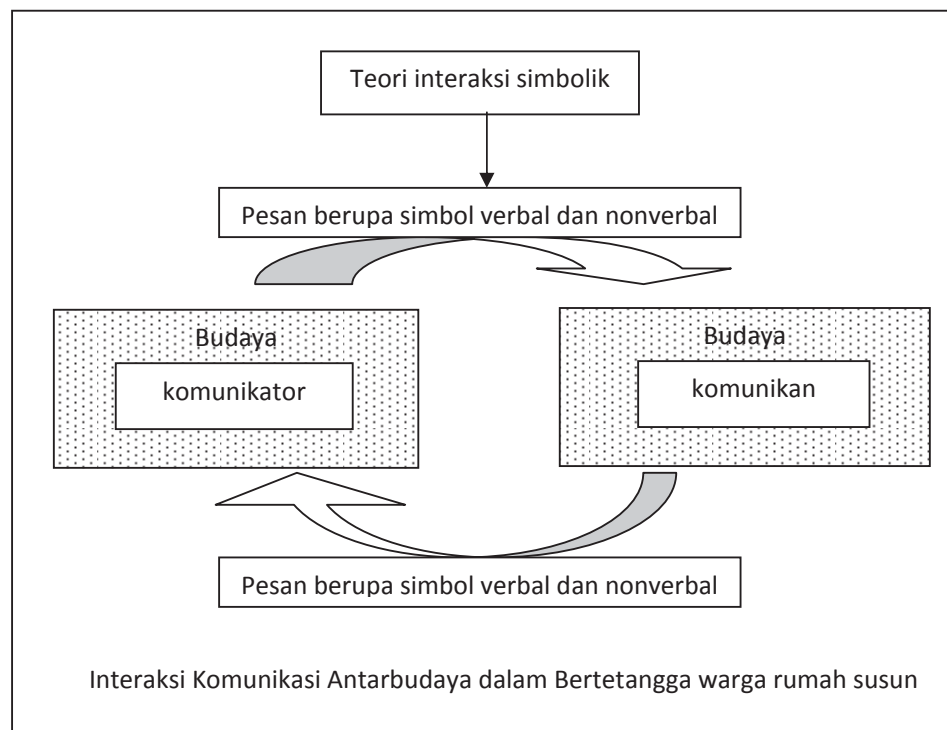 Teori interaksi simbolik
Pesan berupa simbol verbal dan nonverbal
Budaya
komunikator
Budaya
komunikan
Pesan berupa simbol verbal dan nonverbal
Interaksi Komunikasi Antarbudaya dalam Bertetangga warga rumah susun